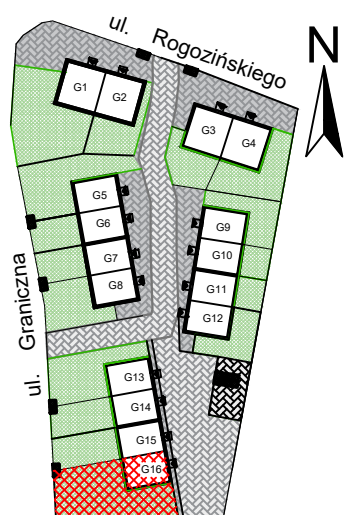 ul. Rogozińskiego
N
G1
G2
G3
G4
G5
G6
G7
G8
G9
G10
G11
G12
ul. Graniczna
G13
G14
G15
G16